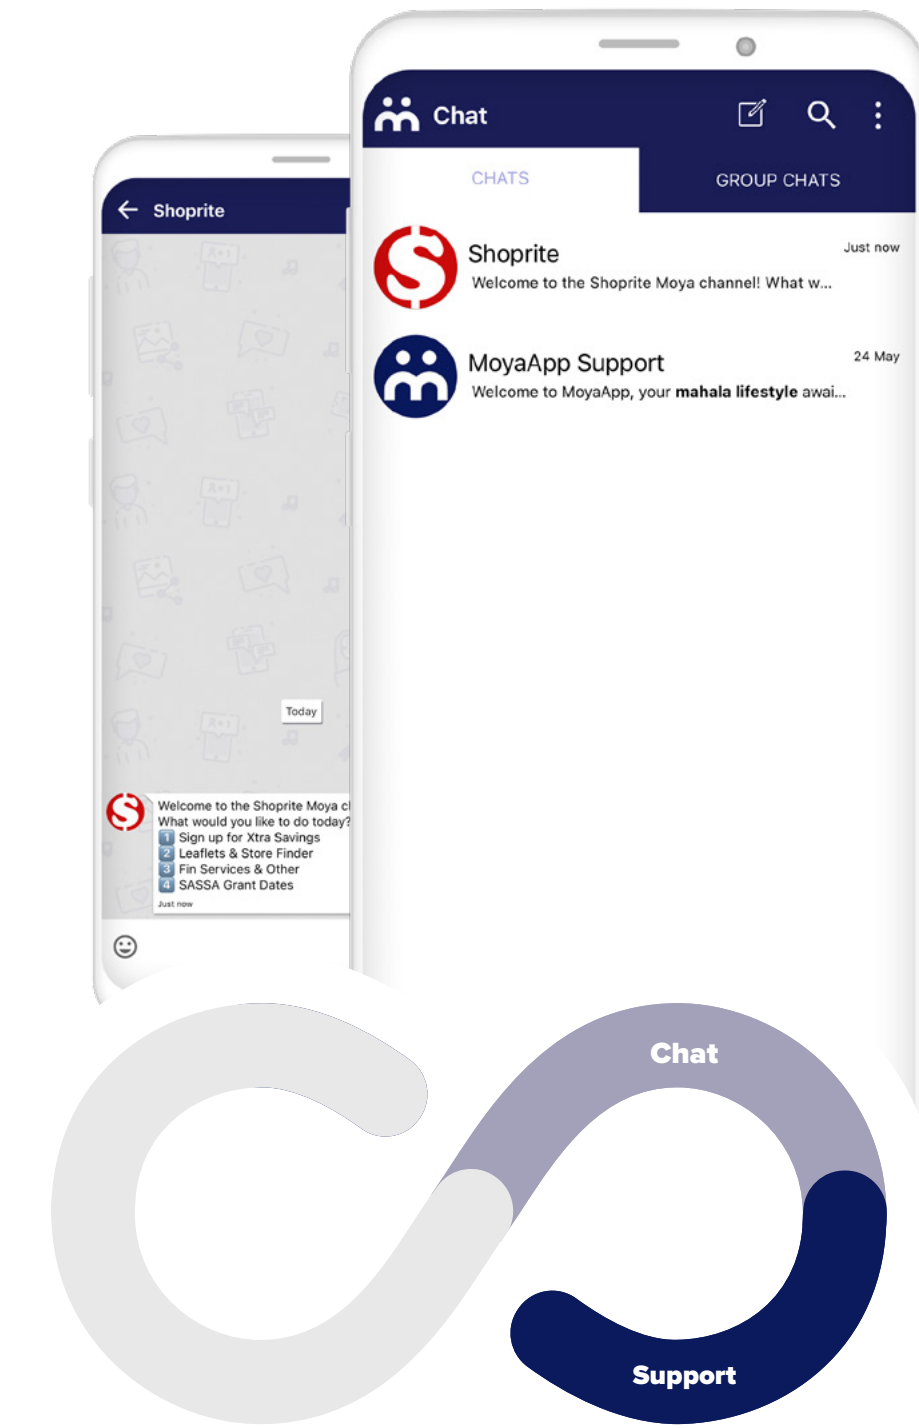 Chat
CHATS
GROUP CHATS
Shoprite
Just now
Welcome to the Shoprite Moya channel! What w...
MoyaApp Support
24 May
Welcome to MoyaApp, your mahala lifestyle awai...
Shoprite
Today
Welcome to the Shoprite Moya
What would you like to do today?
1 Sign up for Xtra Savings
2 Leaflets & Store Finder
3 Fin Services & Other
4 SASSA Grant Dates
Just now
Chat
Support